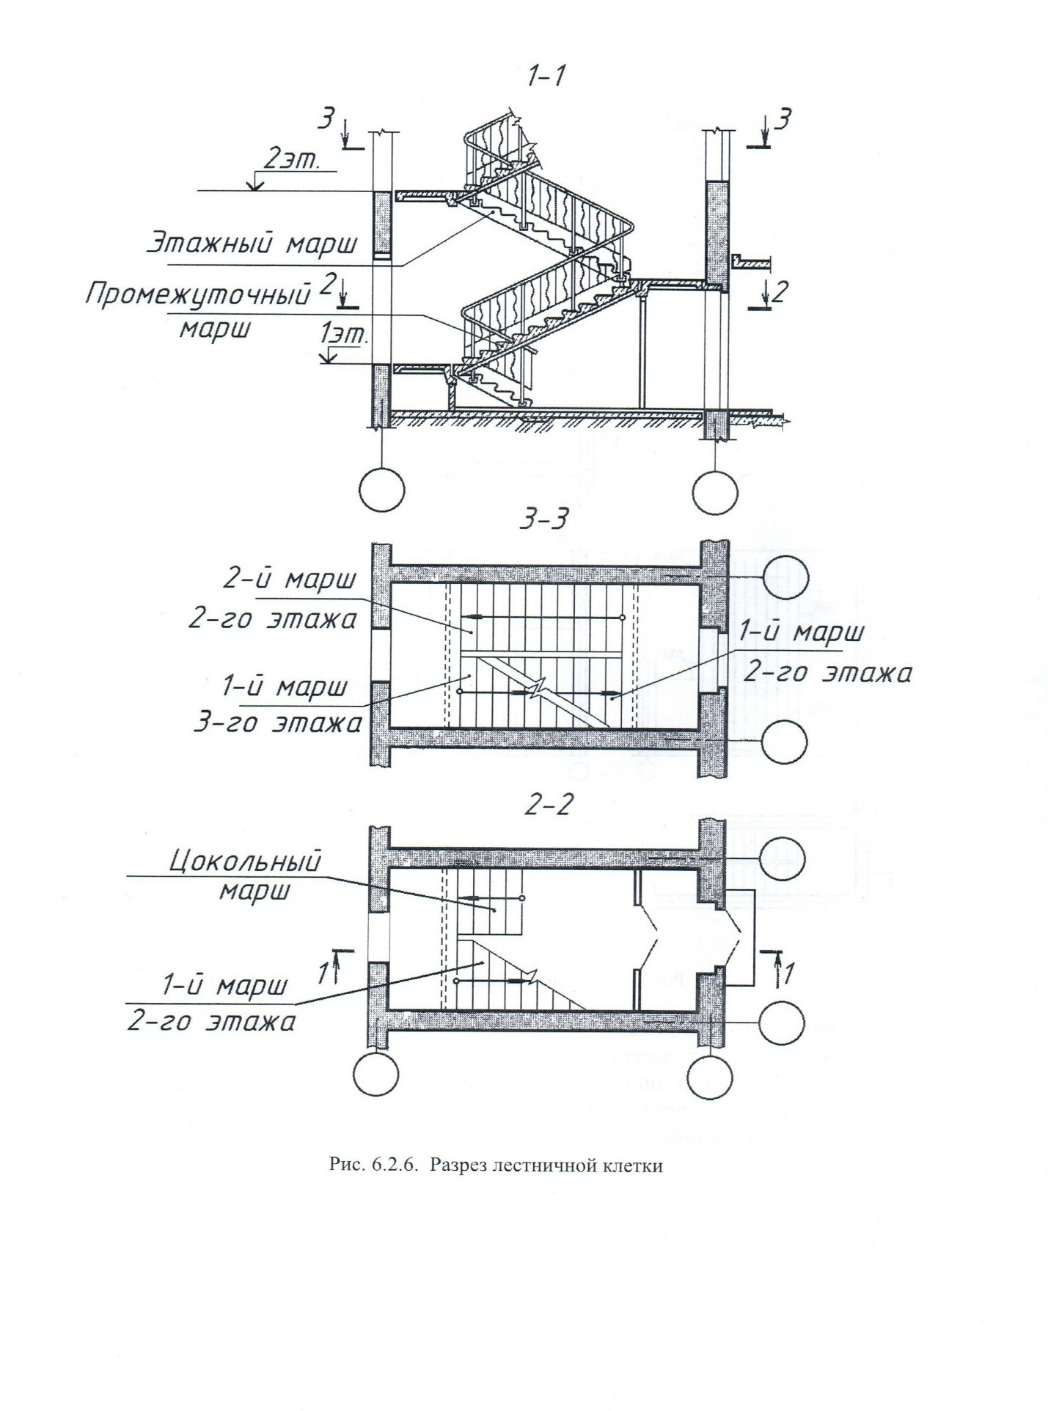 1-1
3 3
2эт.
Этажный марш
Промежуточный 2 2
марш
1эт.
3-3
2-й марш
2-го этажа
1-й марш
2-го этажа
1-й марш
3-го этажа
2-2
Цокольный
марш
1 1
1-й марш
2-го этажа
Рис. 6.2.6. Разрез лестничной клетки